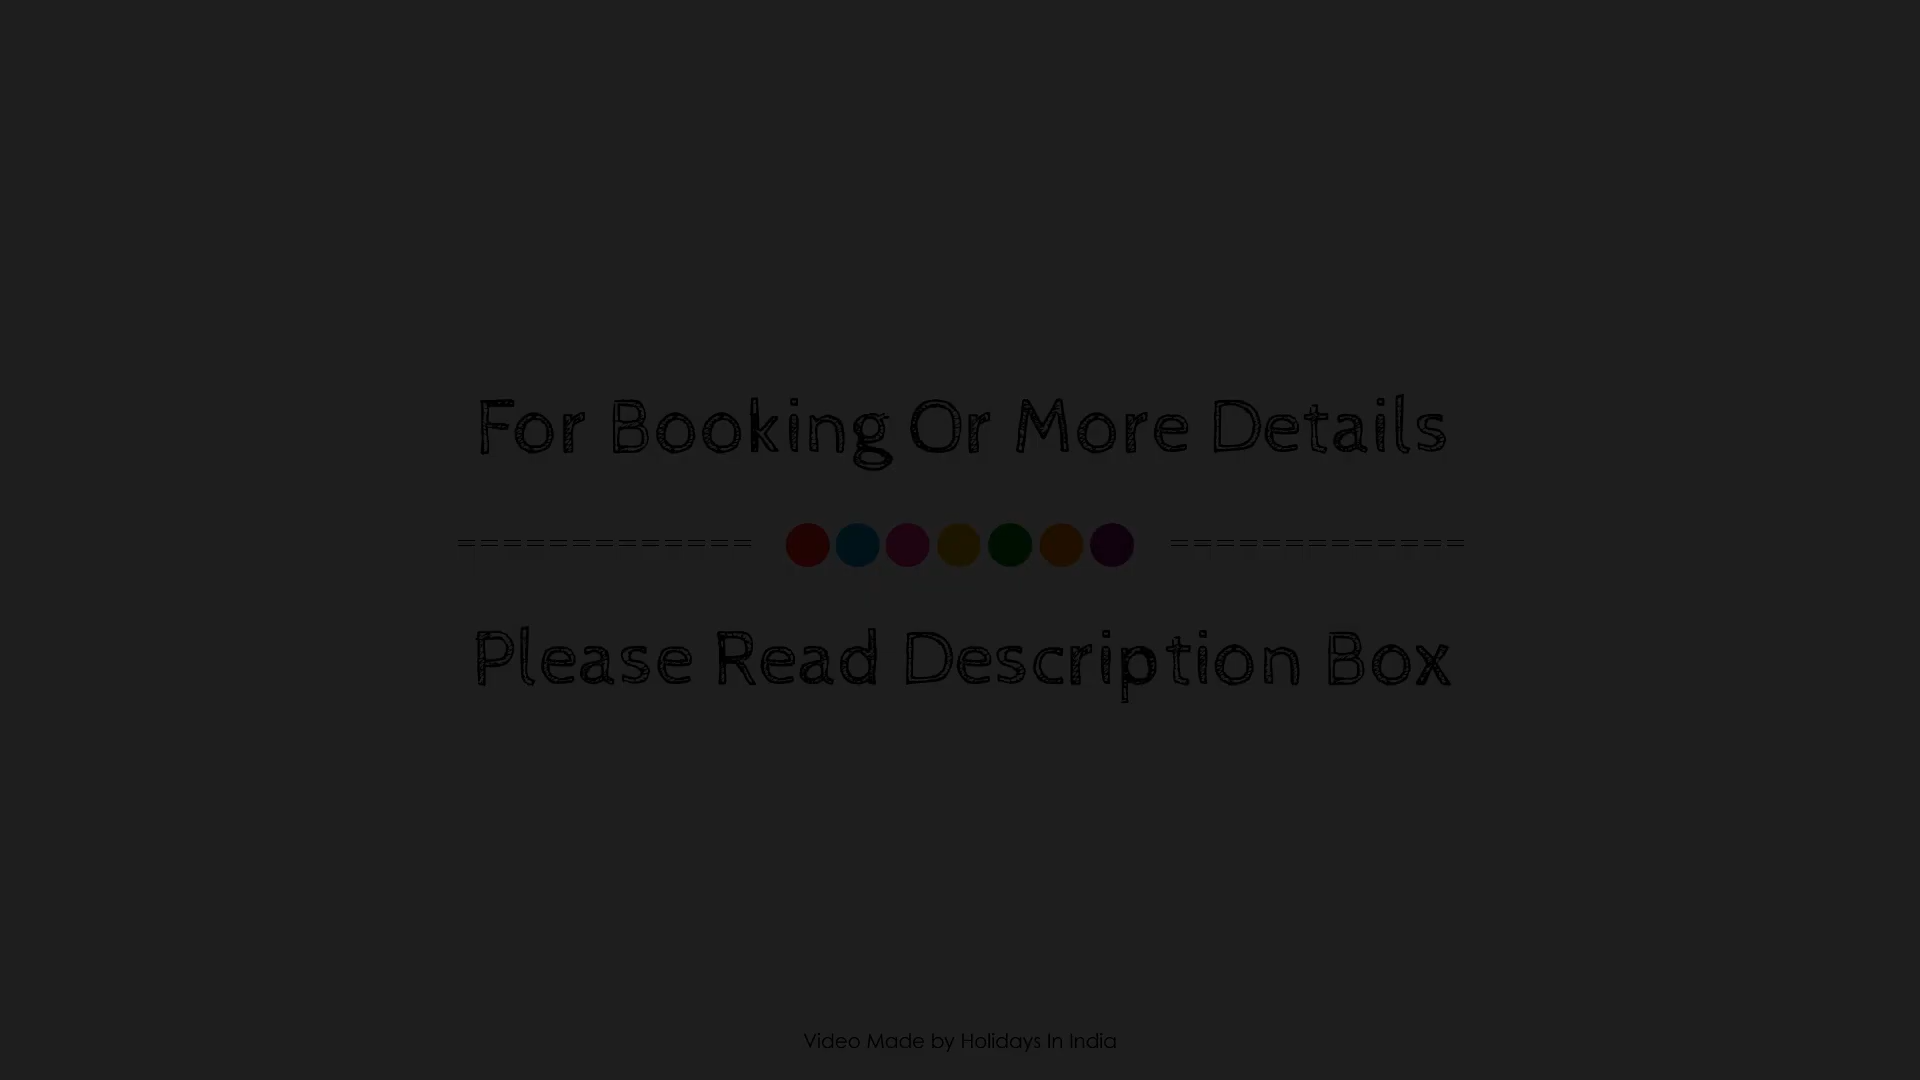 For Booking Or More Details
============= =============
Please Read Description Box
Video Made by Holidays In India